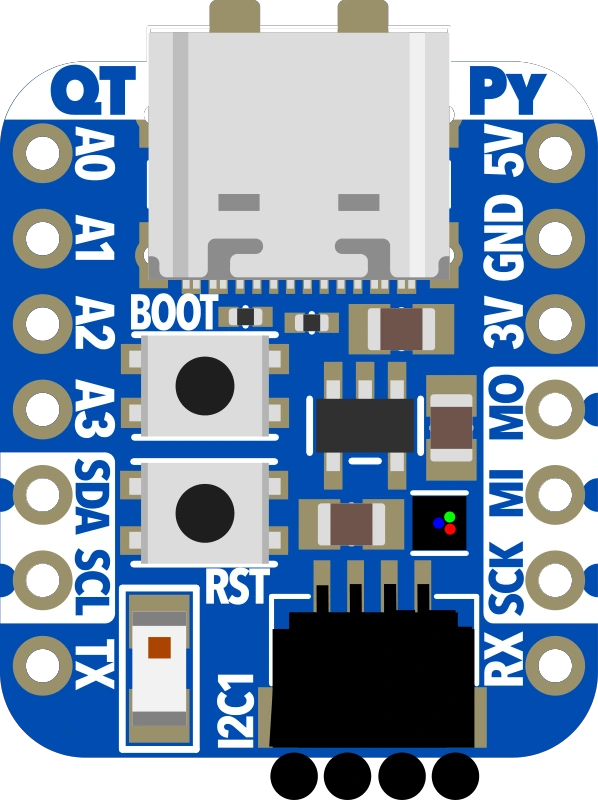 QT PY
A0 5V
A1 GND
A2 BOOT 3V
A3 MO
SDA MI
SCL SCK
RST
TX RX
I2C1